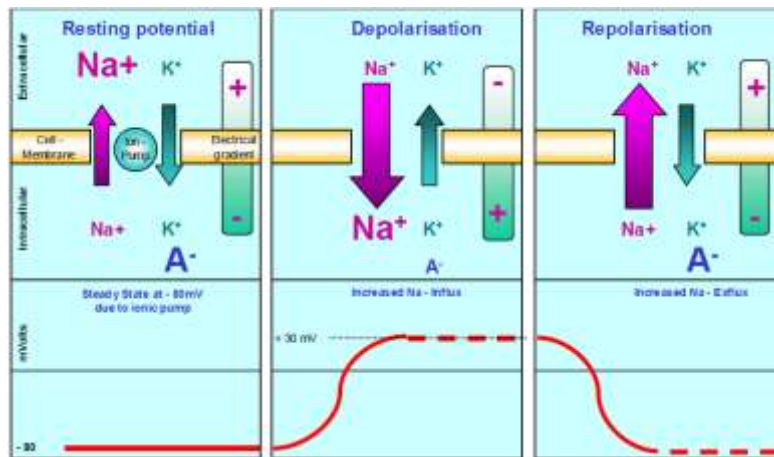 Resting potential
Extracellular
Na+
K+
+
Cell -
Membrane
Ion -
Pump
Electrical
gradient
Intracellular
Na+
K+
-
A-
Steady State at - 80mV
due to ionic pump
mVolts
- 80
Depolarisation
Na+
K+
-
Na+
K+
+
A-
Increased Na - Influx
+ 30 mV
Repolarisation
Na+
K+
+
Na+
K+
-
A-
Increased Na - Exflux